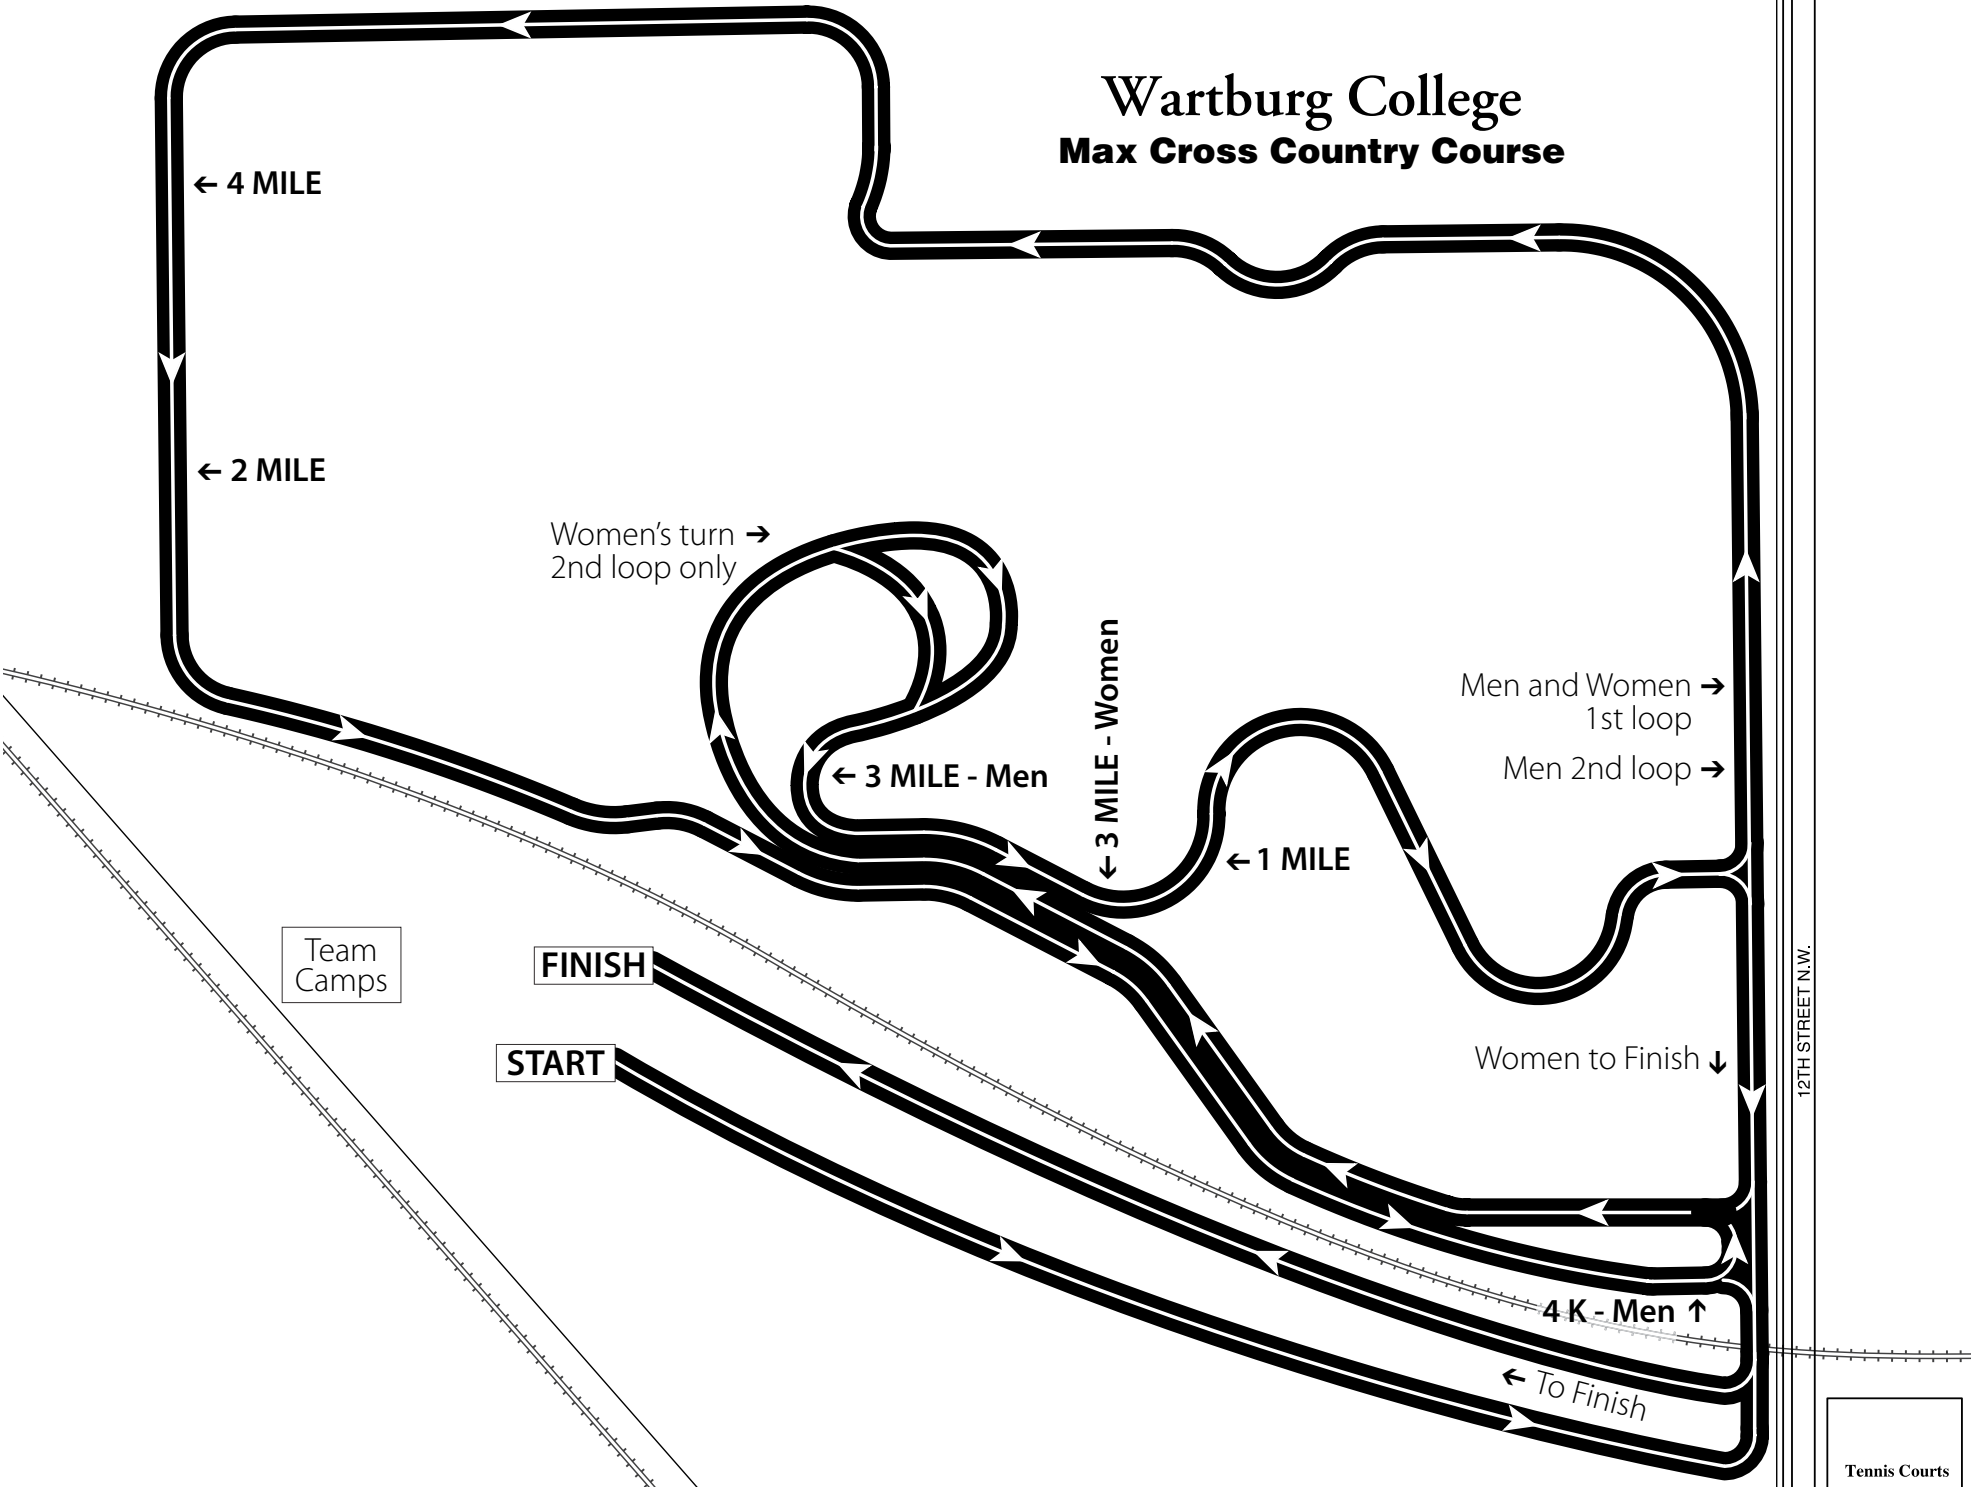 Wartburg College
Max Cross Country Course
← 4 MILE
← 2 MILE
Women's turn →
2nd loop only
3 MILE - Women
Men and Women →
1st loop
Men 2nd loop →
← 3 MILE - Men
← 1 MILE
Team
Camps
FINISH
START
Women to Finish ↓
12TH STREET N.W.
4 K - Men ↑
← To Finish
Tennis Courts